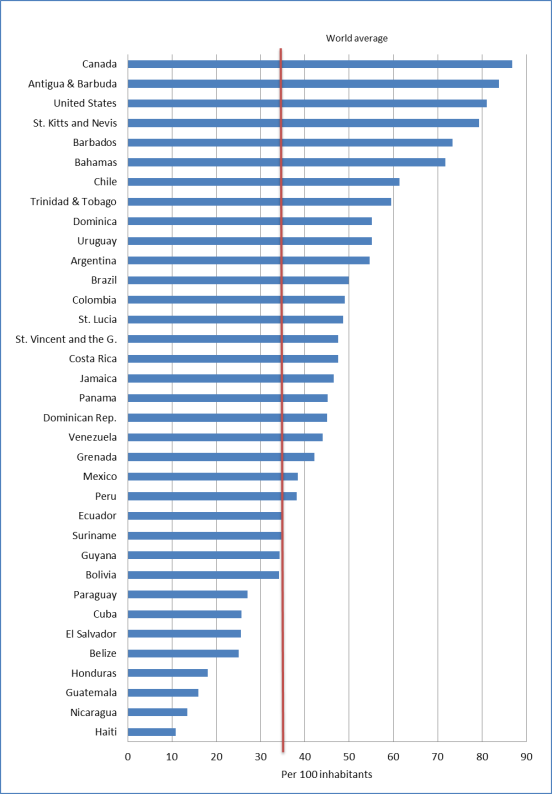 World average
Canada
Antigua & Barbuda
United States
St. Kitts and Nevis
Barbados
Bahamas
Chile
Trinidad & Tobago
Dominica
Uruguay
Argentina
Brazil
Colombia
St. Lucia
St. Vincent and the G.
Costa Rica
Jamaica
Panama
Dominican Rep.
Venezuela
Grenada
Mexico
Peru
Ecuador
Suriname
Guyana
Bolivia
Paraguay
Cuba
El Salvador
Belize
Honduras
Guatemala
Nicaragua
Haiti
0 10 20 30 40 50 60 70 80 90
Per 100 inhabitants